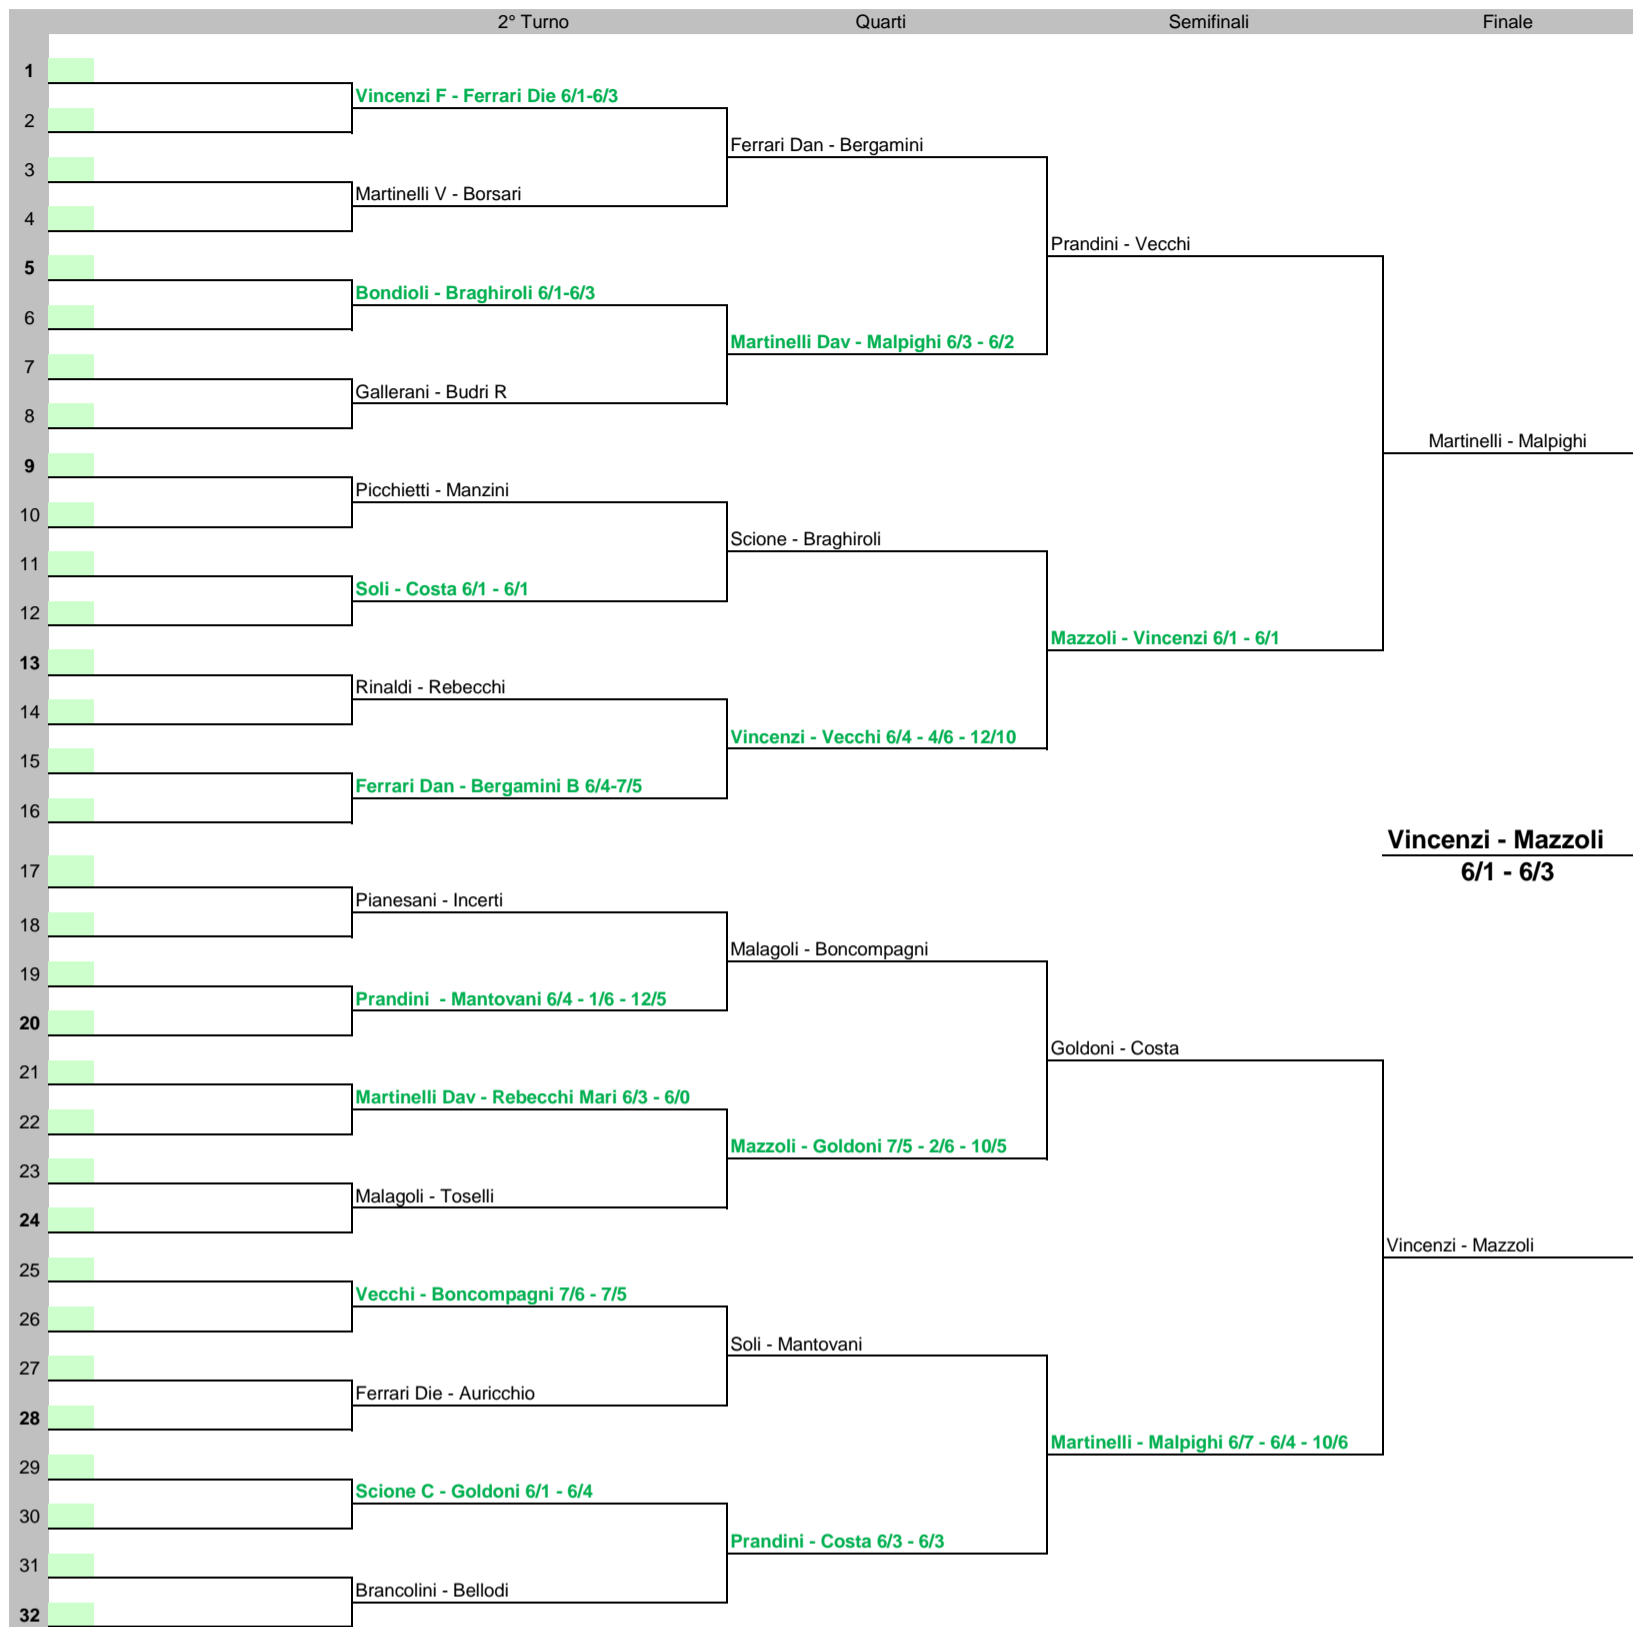 2° Turno Quarti Semifinali Finale
1
Vincenzi F - Ferrari Die 6/1-6/3
2
Ferrari Dan - Bergamini
3
Martinelli V - Borsari
4
Prandini - Vecchi
5
Bondioli - Braghiroli 6/1-6/3
6
Martinelli Dav - Malpighi 6/3 - 6/2
7
Gallerani - Budri R
8
Martinelli - Malpighi
9
Picchietti - Manzini
10
Scione - Braghiroli
11
Soli - Costa 6/1 - 6/1
12
Mazzoli - Vincenzi 6/1 - 6/1
13
Rinaldi - Rebecchi
14
Vincenzi - Vecchi 6/4 - 4/6 - 12/10
15
Ferrari Dan - Bergamini B 6/4-7/5
16
Vincenzi - Mazzoli
17
6/1 - 6/3
Pianesani - Incerti
18
Malagoli - Boncompagni
19
Prandini  - Mantovani 6/4 - 1/6 - 12/5
20
Goldoni - Costa
21
Martinelli Dav - Rebecchi Mari 6/3 - 6/0
22
Mazzoli - Goldoni 7/5 - 2/6 - 10/5
23
Malagoli - Toselli
24
Vincenzi - Mazzoli
25
Vecchi - Boncompagni 7/6 - 7/5
26
Soli - Mantovani
27
Ferrari Die - Auricchio
28
Martinelli - Malpighi 6/7 - 6/4 - 10/6
29
Scione C - Goldoni 6/1 - 6/4
30
Prandini - Costa 6/3 - 6/3
31
Brancolini - Bellodi
32